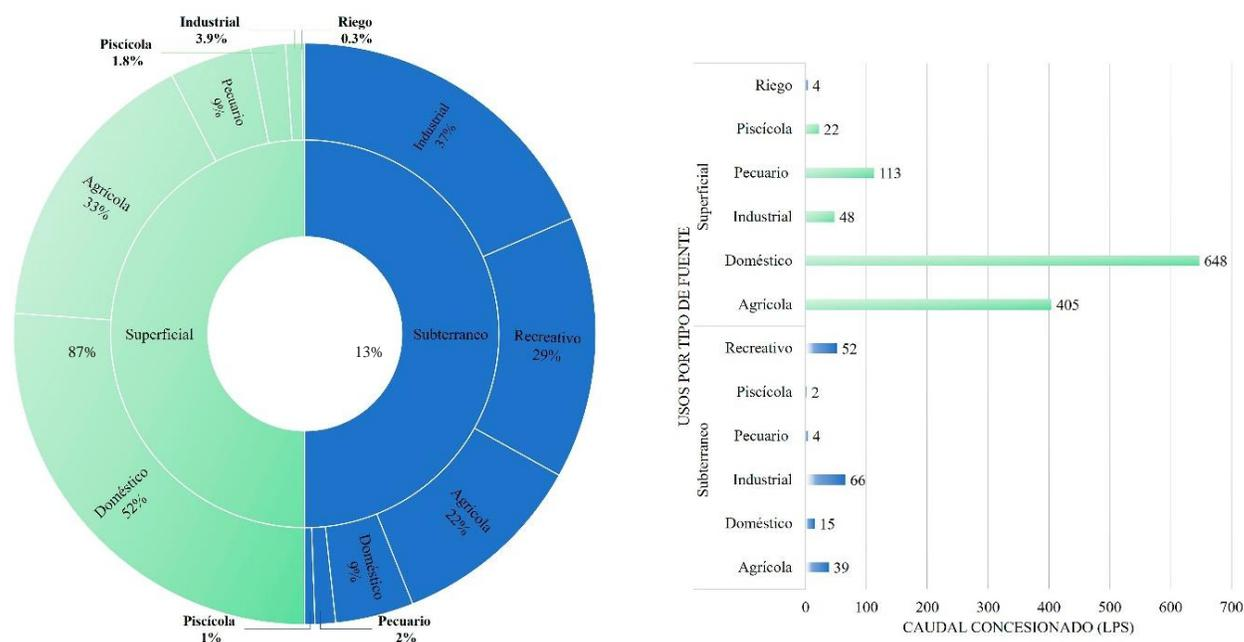 Industrial
3.9%
Riego
0.3%
Piscícola
1.8%
Pecuario
9%
Industrial
37%
Agrícola
33%
Superficial
Subterraneo
Recreativo
29%
87%
13%
Doméstico
52%
Agrícola
22%
Doméstico
9%
Piscícola
1%
Pecuario
2%
USOS POR TIPO DE FUENTE
Superficial
Riego 4
Piscícola 22
Pecuario 113
Industrial 48
Doméstico 648
Agrícola 405
Subterraneo
Recreativo 52
Piscícola 2
Pecuario 4
Industrial 66
Doméstico 15
Agrícola 39
0 100 200 300 400 500 600 700
CAUDAL CONCESIONADO (LPS)